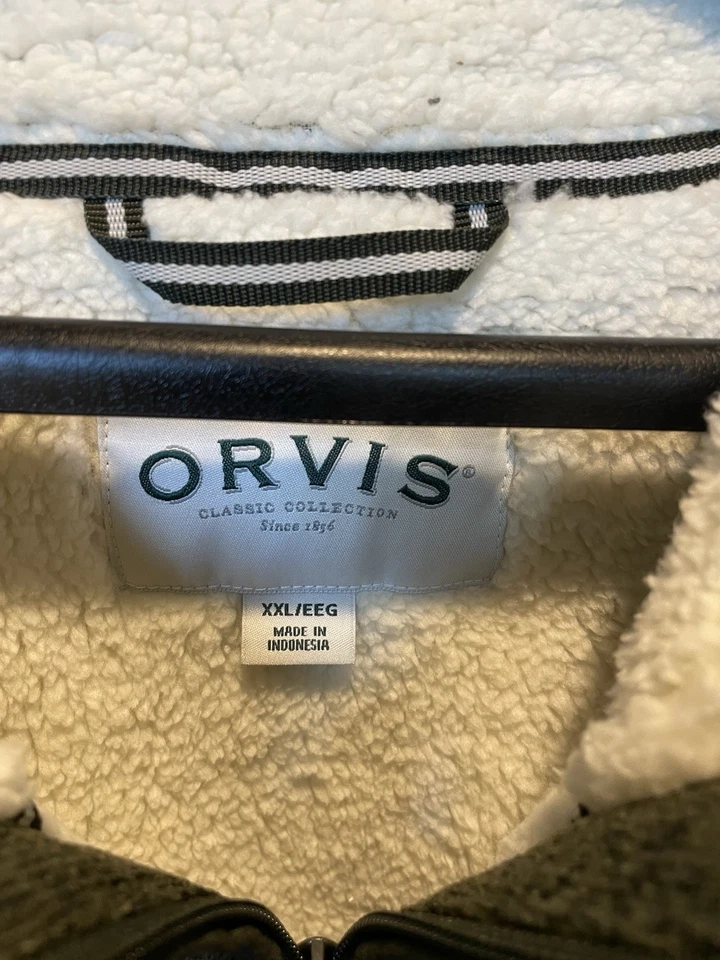 ORVIS®
CLASSIC COLLECTION
Since 1856
XXL/EEG
MADE IN
INDONESIA